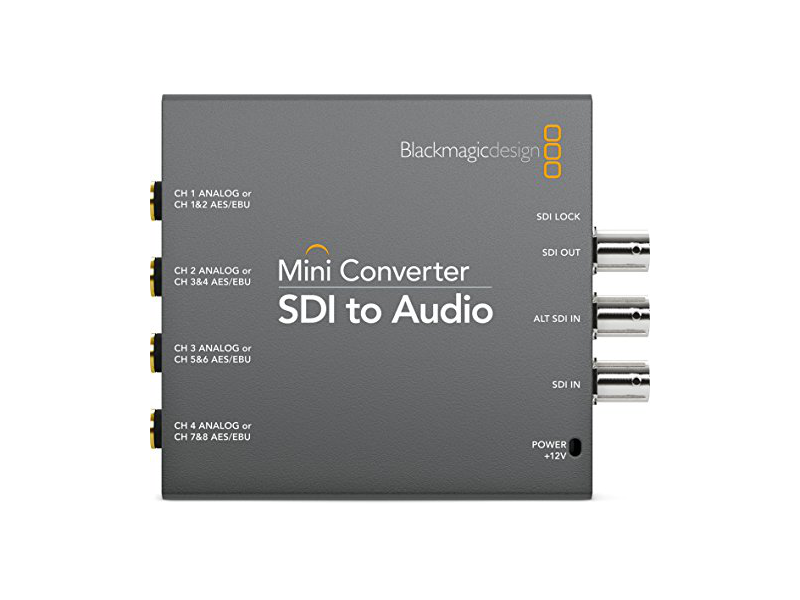 Blackmagicdesign
CH 1 ANALOG or
CH 1&2 AES/EBU
SDI LOCK
SDI OUT
CH 2 ANALOG or
CH 3&4 AES/EBU
Mini Converter
SDI to Audio
ALT SDI IN
CH 3 ANALOG or
CH 5&6 AES/EBU
SDI IN
CH 4 ANALOG or
CH 7&8 AES/EBU
POWER
+12V